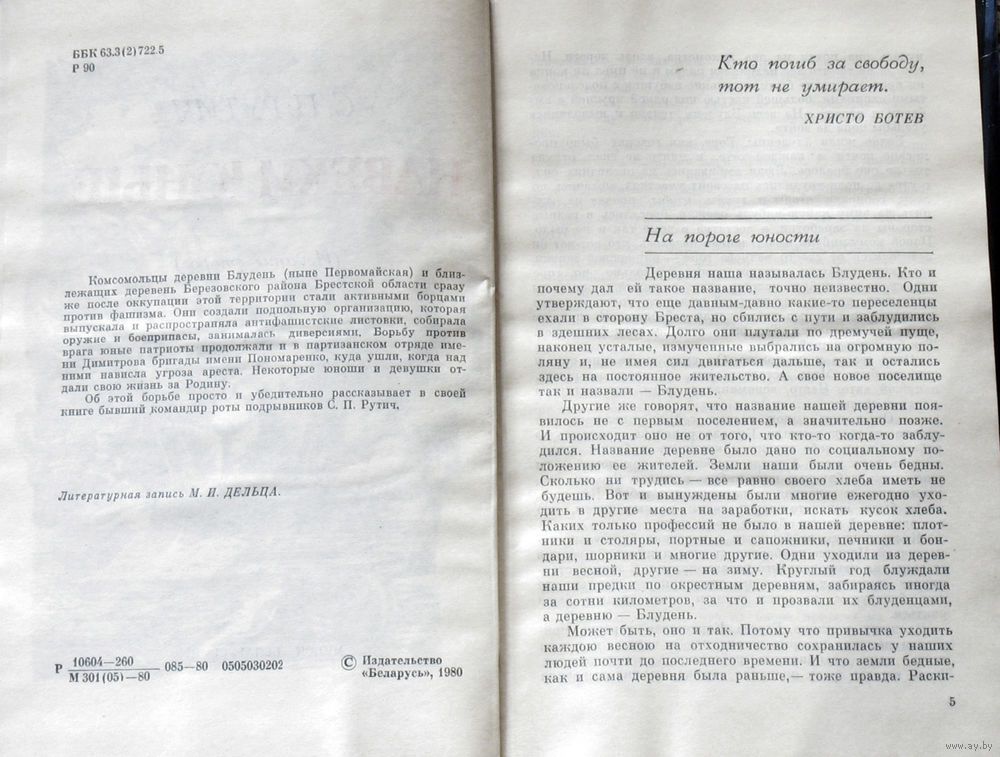 ББК 63.3(2)722.5
Р 90
Комсомольцы деревни Блудень (ныне Первомайская) и близ-
лежащих деревень Березовского района Брестской области сразу
же после оккупации этой территории стали активными борцами
против фашизма. Они создали подпольную организацию, которая
выпускала и распространяла антифашистские листовки, собирала
оружие и боеприпасы, занималась диверсиями. Борьбу против
врага юные патриоты продолжали и в партизанском отряде име-
ни Димитрова бригады имени Пономаренко, куда ушли, когда над
ними нависла угроза ареста. Некоторые юноши и девушки от-
дали свою жизнь за Родину.
Об этой борьбе просто и убедительно рассказывает в своей
книге бывший командир роты подрывников С. П. Рутич.
Литературная запись М. И. ДЕЛЬЦА.
Р 10604—260
М 301(05)—80
085—80 0505030202
© Издательство
«Беларусь», 1980
Кто погиб за свободу,
тот не умирает.
ХРИСТО БОТЕВ
На пороге юности
Деревня наша называлась Блудень. Кто и
почему дал ей такое название, точно неизвестно. Одни
утверждают, что еще давным-давно какие-то переселенцы
ехали в сторону Бреста, но сбились с пути и заблудились
в здешних лесах. Долго они плутали по дремучей пуще,
наконец усталые, измученные выбрались на огромную по-
ляну и, не имея сил двигаться дальше, так и остались
здесь на постоянное жительство. А свое новое поселище
так и назвали — Блудень.
Другие же говорят, что название нашей деревни поя-
вилось не с первым поселением, а значительно позже.
И происходит оно не от того, что кто-то когда-то заблу-
дился. Название деревне было дано по социальному по-
ложению ее жителей. Земли наши были очень бедны.
Сколько ни трудись — все равно своего хлеба иметь не
будешь. Вот и вынуждены были многие ежегодно ухо-
дить в другие места на заработки, искать кусок хлеба.
Каких только профессий не было в нашей деревне: плот-
ники и столяры, портные и сапожники, печники и бон-
дари, шорники и многие другие. Одни уходили из дерев-
ни весной, другие — на зиму. Круглый год блуждали
наши предки по окрестным деревням, забираясь иногда
за сотни километров, за что и прозвали их блуденцами,
а деревню — Блудень.
Может быть, оно и так. Потому что привычка уходить
каждою весною на отходничество сохранилась у наших
людей почти до последнего времени. И что земли бедные,
как и сама деревня была раньше,— тоже правда. Раски-
5
www.ay.by